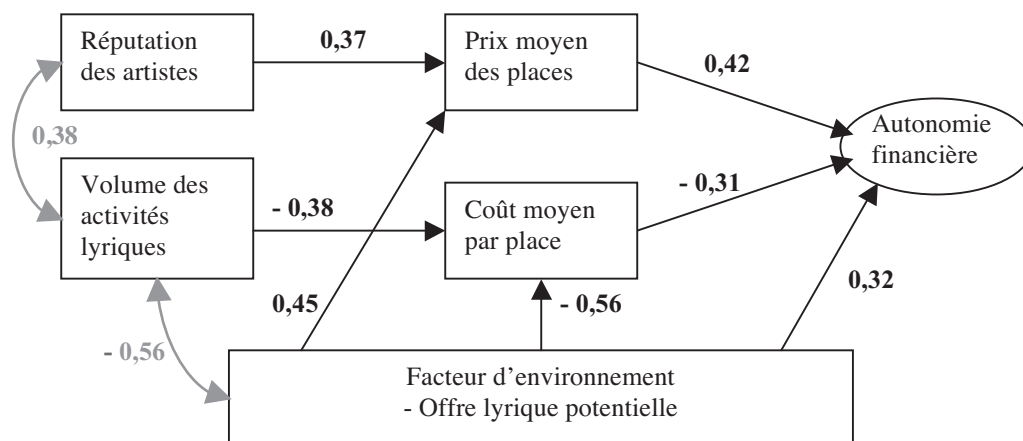 Réputation
des artistes
0,37
Prix moyen
des places
0,42
Autonomie
financière
0,38
Volume des
activités
lyriques
- 0,38
Coût moyen
par place
- 0,31
0,45
- 0,56
0,32
- 0,56
Facteur d'environnement
- Offre lyrique potentielle